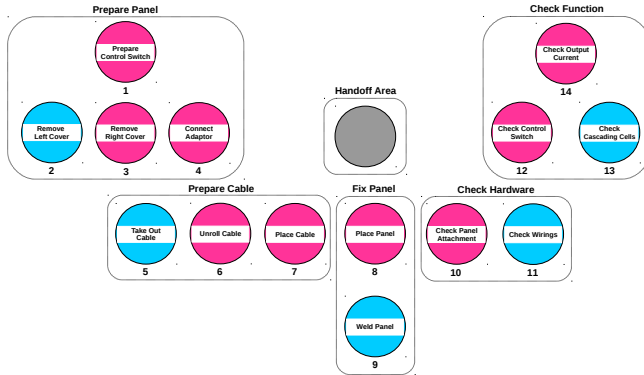 Prepare Panel
Prepare
Control Switch
1
Remove
Left Cover
2
Remove
Right Cover
3
Connect
Adaptor
4
Handoff Area
Check Function
Check Output
Current
14
Check Control
Switch
12
Check
Cascading Cells
13
Prepare Cable
Take Out
Cable
5
Unroll Cable
6
Place Cable
7
Fix Panel
Place Panel
8
Weld Panel
9
Check Hardware
Check Panel
Attachment
10
Check Wirings
11